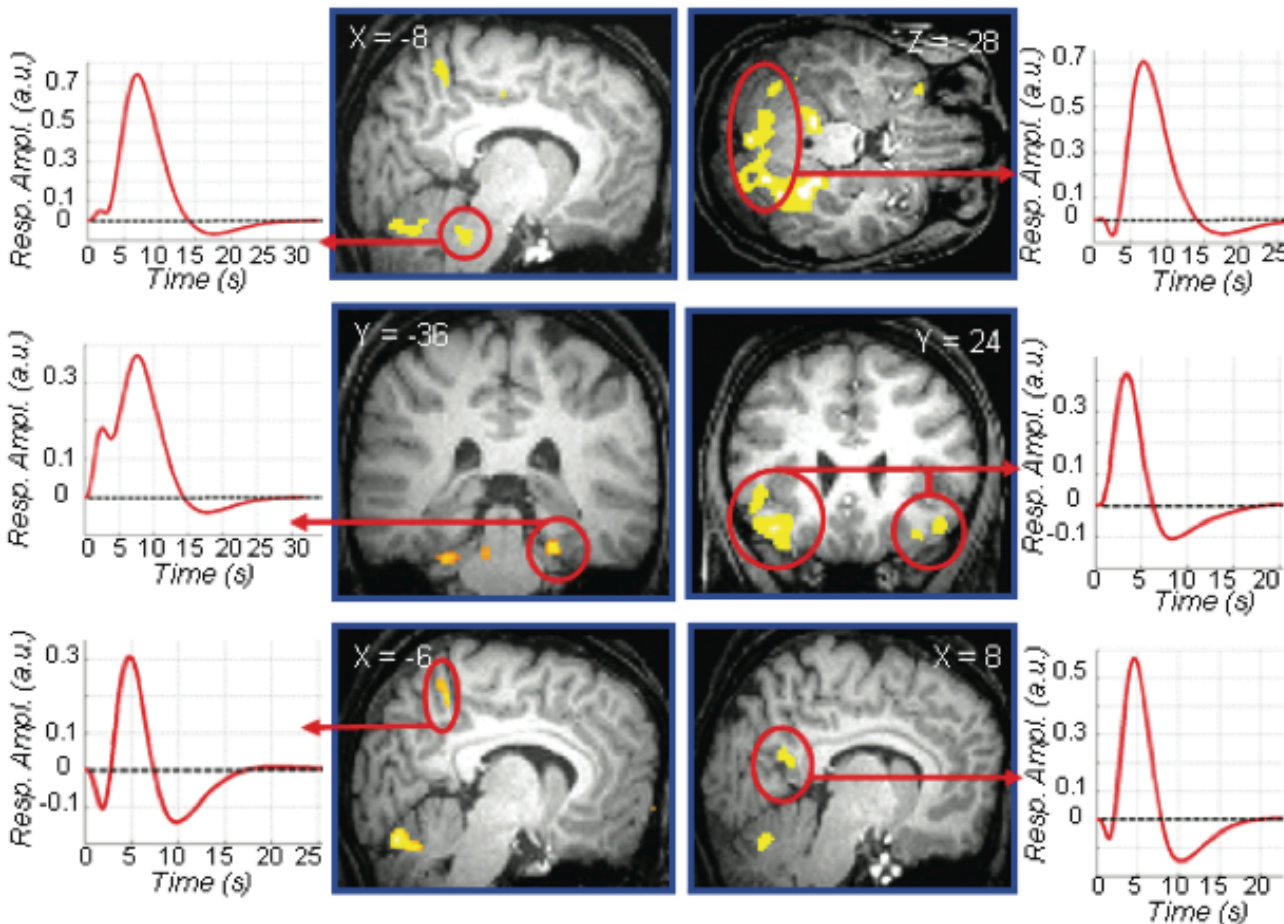 X = -8
Z = -28
Resp. Ampl. (a.u.)
0.7
0.5
0.3
0.1
0
0 5 10 15 20 25 30
Time (s)
Resp. Ampl. (a.u.)
0.7
0.5
0.3
0.1
0
0 5 10 15 20 25
Time (s)
Y = -36
Y = 24
Resp. Ampl. (a.u.)
0.3
0.1
0
0 5 10 15 20 25 30
Time (s)
Resp. Ampl. (a.u.)
0.3
0.1
0
-0.1
0 5 10 15 20
Time (s)
X = -6
X = 8
Resp. Ampl. (a.u.)
0.3
0.1
0
-0.1
0 5 10 15 20 25
Time (s)
Resp. Ampl. (a.u.)
0.5
0.3
0.1
0
0 5 10 15 20
Time (s)